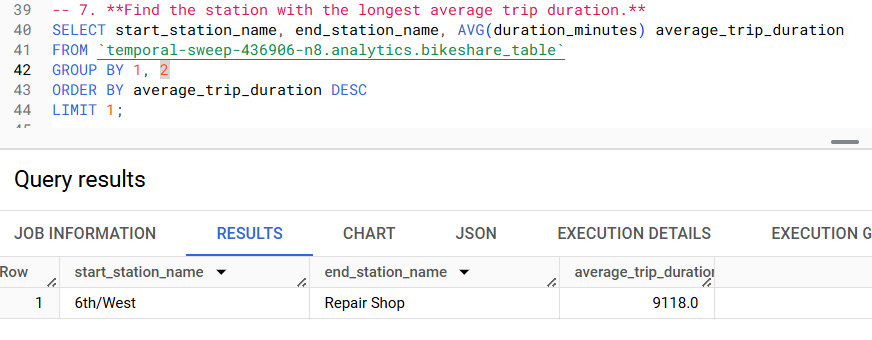 39 -- 7. **Find the station with the longest average trip duration.**
40 SELECT start_station_name, end_station_name, AVG(duration_minutes) average_trip_duration
41 FROM `temporal-sweep-436906-n8.analytics.bikeshare_table`
42 GROUP BY 1, 2
43 ORDER BY average_trip_duration DESC
44 LIMIT 1;
Query results
JOB INFORMATION RESULTS CHART JSON EXECUTION DETAILS EXECUTION G
Row start_station_name end_station_name average_trip_duration
1 6th/West Repair Shop 9118.0